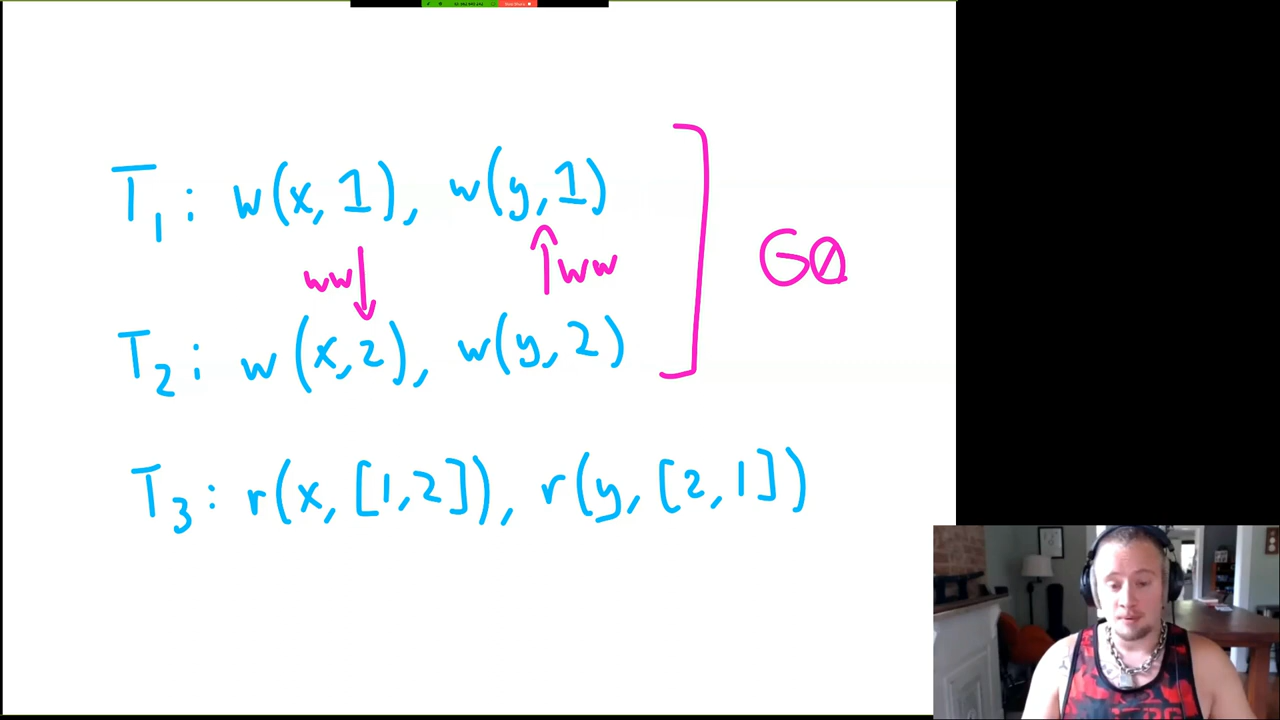 T1: w(x,1), w(y,1)
ww ww
G0
T2: w(x,2), w(y,2)
T3: r(x,[1,2]), r(y,[2,1])